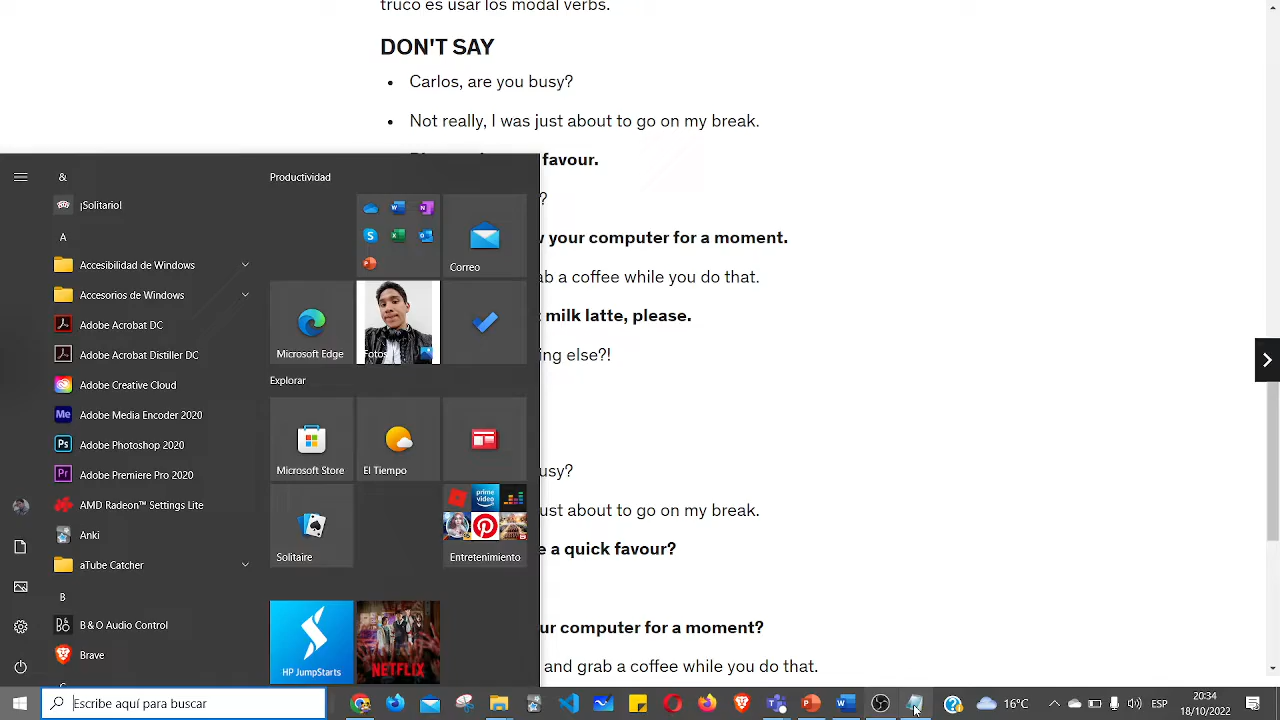 truco es usar los modal verbs.
DON'T SAY
Carlos, are you busy?
Not really, I was just about to go on my break.
favour.
?
your computer for a moment.
a coffee while you do that.
milk latte, please.
else?!
busy?
just about to go on my break.
a quick favour?
your computer for a moment?
and grab a coffee while you do that.
&
jSolitario!
A
Accesibilidad de Windows
Accesorios de Windows
Adobe Acrobat DC
Adobe Acrobat Distiller DC
Adobe Creative Cloud
Adobe Media Encoder 2020
Adobe Photoshop 2020
Adobe Premiere Pro 2020
AMD Radeon™ Settings Lite
Anki
aTube Catcher
B
B & O Audio Control
Brave
Productividad
Correo
Microsoft Edge
Fotos
Explorar
Microsoft Store
El Tiempo
Solitaire
prime video
Entretenimiento
HP JumpStarts
NETFLIX
Escribe aquí para buscar
16°C
ESP
20:34
18/10/2022